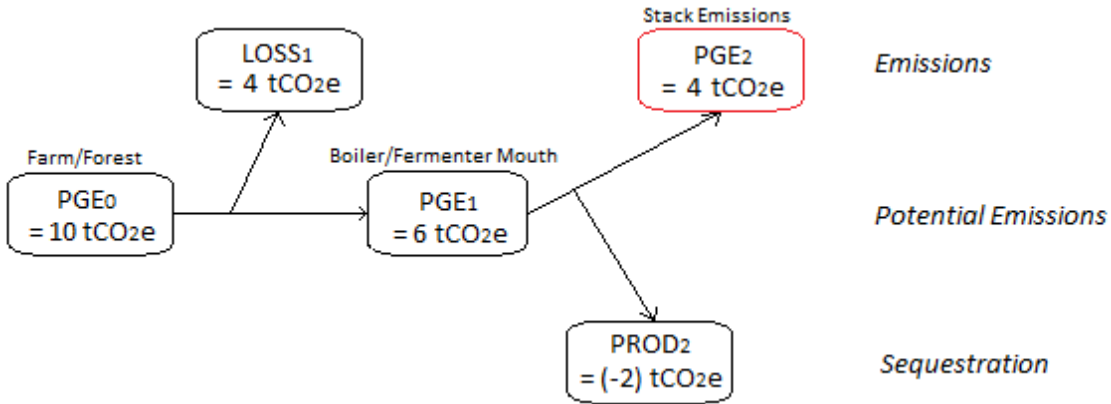 Stack Emissions
LOSS1
= 4 tCO2e
PGE2
= 4 tCO2e
Emissions
Farm/Forest
Boiler/Fermenter Mouth
PGE0
= 10 tCO2e
PGE1
= 6 tCO2e
Potential Emissions
PROD2
= (-2) tCO2e
Sequestration